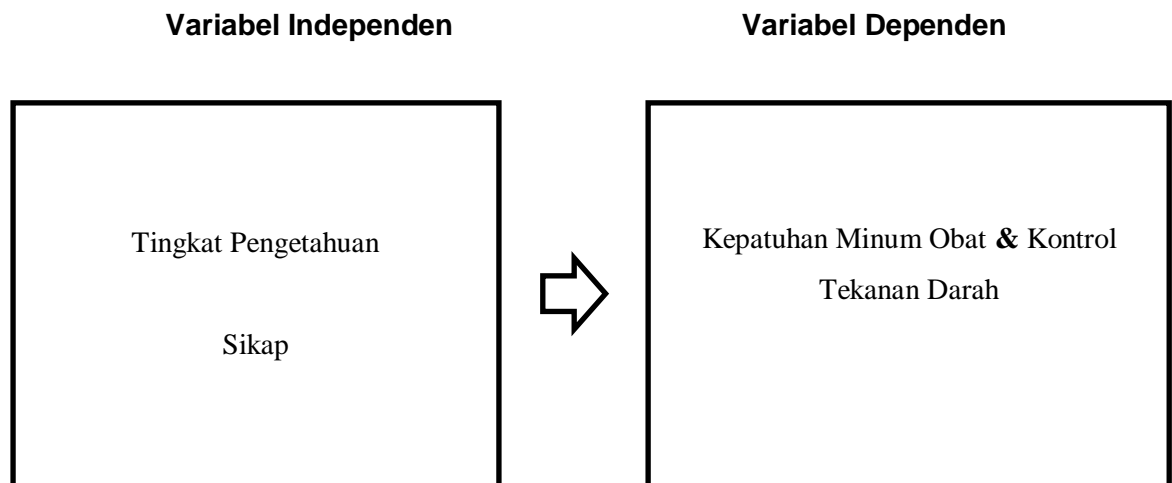 Variabel Independen
Variabel Dependen
Tingkat Pengetahuan
Sikap
Kepatuhan Minum Obat & Kontrol
Tekanan Darah